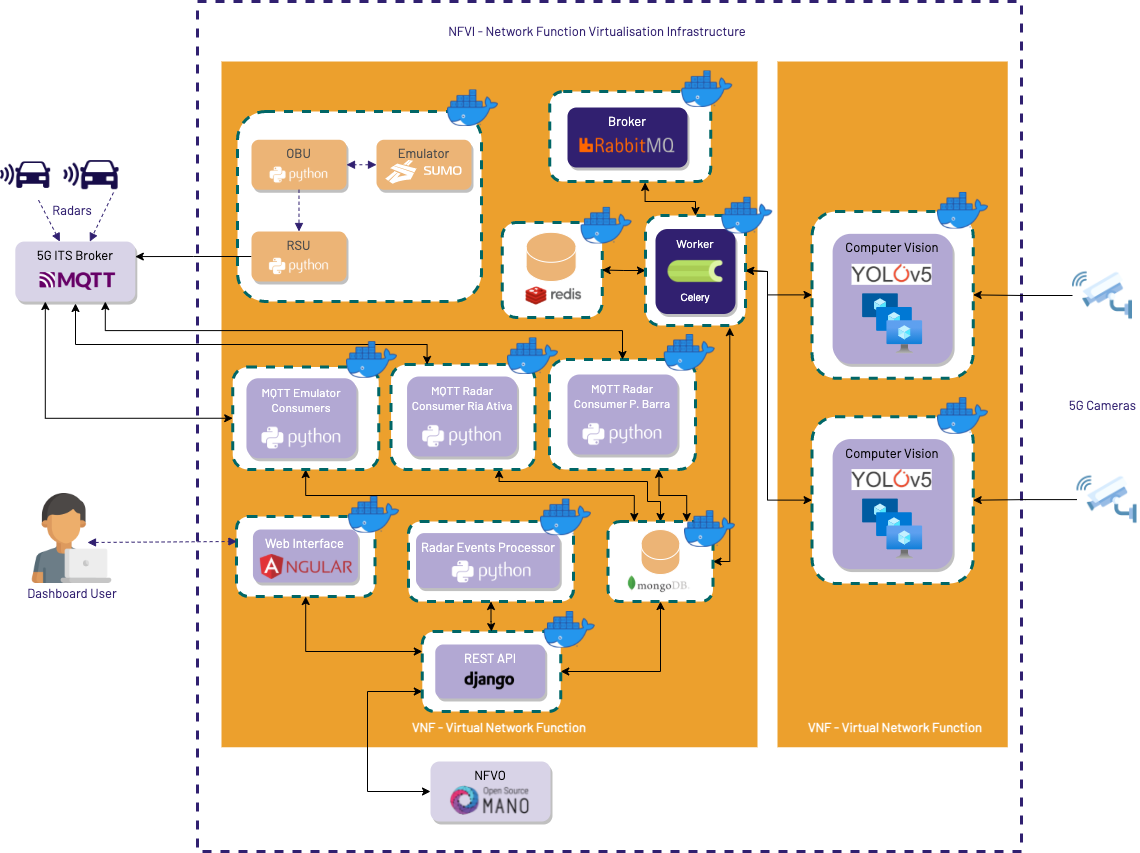 NFVI - Network Function Virtualisation Infrastructure
Broker
RabbitMQ
OBU
python
Emulator
SUMO
RSU
python
Radars
5G ITS Broker
MQTT
redis
Worker
Celery
Computer Vision
YOLOv5
MQTT Emulator
Consumers
python
MQTT Radar
Consumer Ria Ativa
python
MQTT Radar
Consumer P. Barra
python
5G Cameras
Computer Vision
YOLOv5
Web Interface
ANGULAR
Radar Events Processor
python
mongoDB.
Dashboard User
REST API
django
VNF - Virtual Network Function
VNF - Virtual Network Function
NFVO
Open Source
MANO